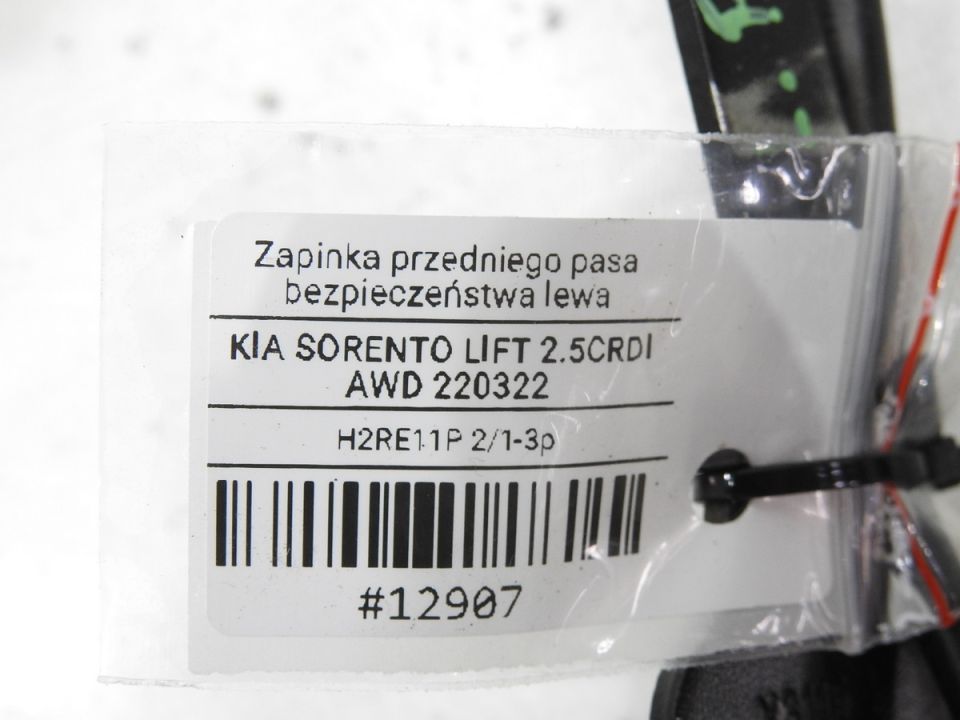 Zapinka przedniego pasa
bezpieczeństwa lewa
KIA SORENTO LIFT 2.5CRDI
AWD 220322
H2RE11P 2/1-3p
#12907